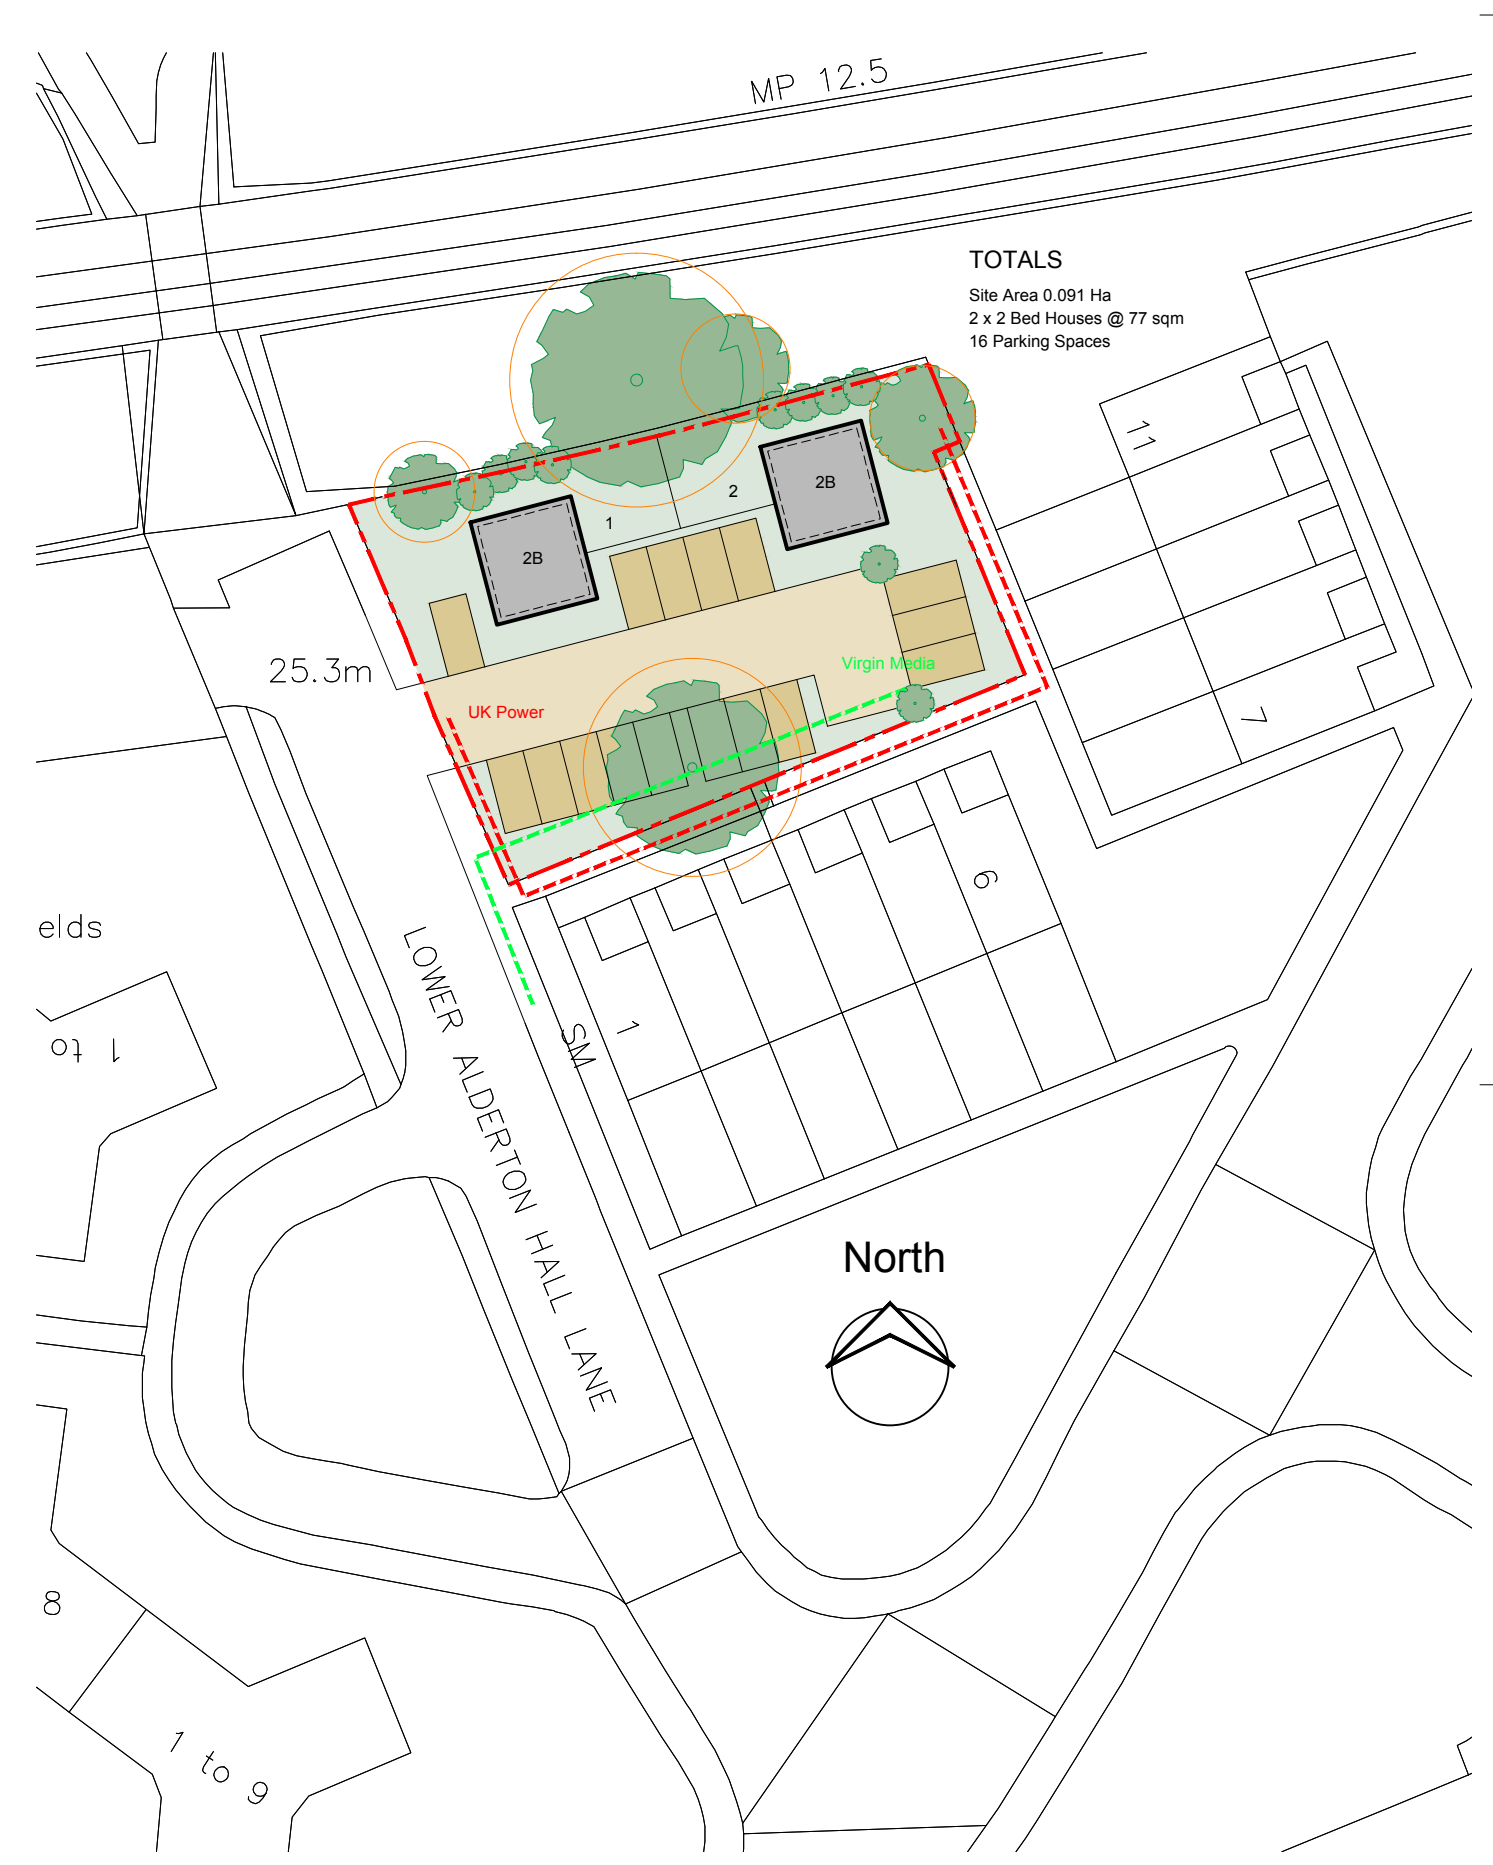 MP 12.5
TOTALS
Site Area 0.091 Ha
2 x 2 Bed Houses @ 77 sqm
16 Parking Spaces
11
2B
2
1
2B
25.3m
Virgin Media
UK Power
7
6
elds
LOWER ALDERTON HALL LANE
SM
1
1 to
North
8
1 to 9